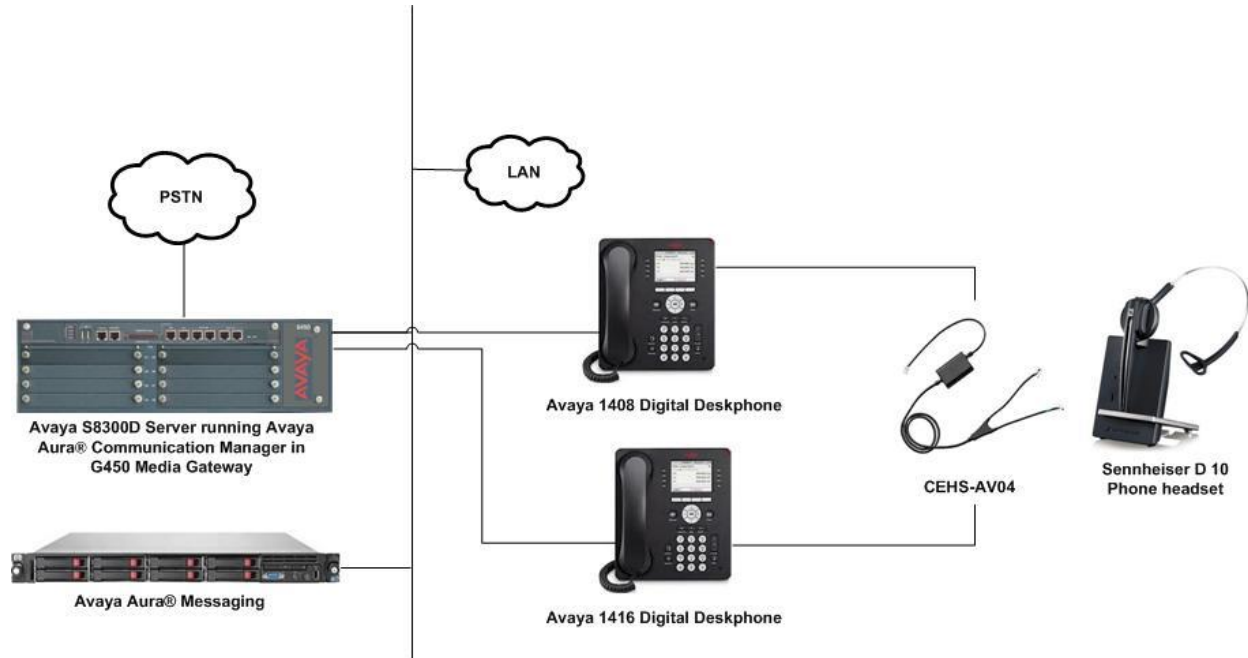 PSTN
LAN
AVAYA
Avaya S8300D Server running Avaya
Aura® Communication Manager in
G450 Media Gateway
Avaya 1408 Digital Deskphone
Avaya 1416 Digital Deskphone
CEHS-AV04
Sennheiser D 10
Phone headset
Avaya Aura® Messaging